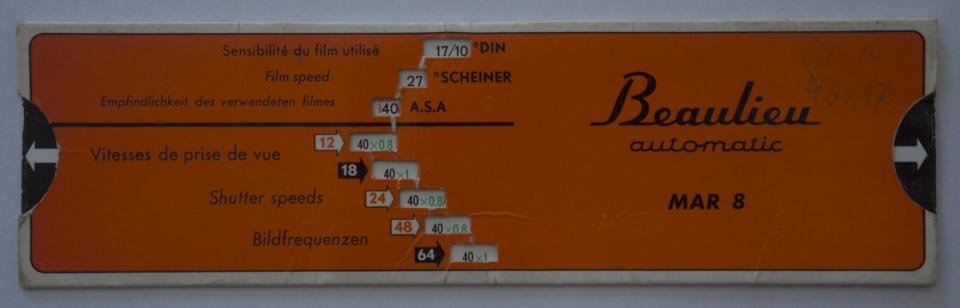 Sensibilité du film utilisé 17/10 °DIN
Film speed 27 °SCHEINER
Empfindlichkeit des verwendeten filmes 40 A.S.A
12 40×0,8
Vitesses de prise de vue
18 40×1
Shutter speeds 24 40×0,8
48 40×0,8
Bildfrequenzen
64 40×1
Beaulieu
automatic
MAR 8